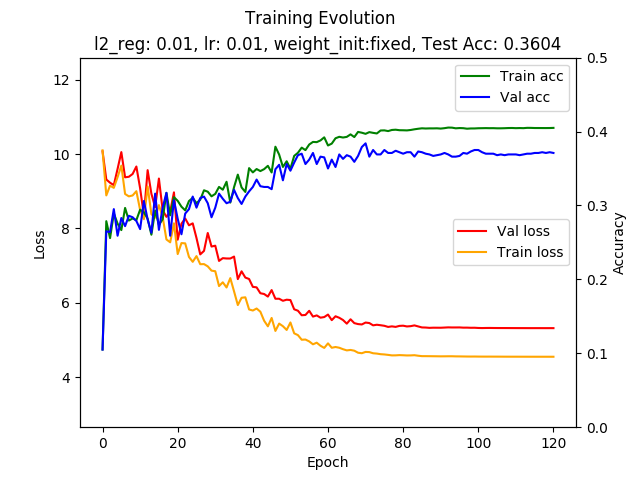 Training Evolution
l2_reg: 0.01, lr: 0.01, weight_init:fixed, Test Acc: 0.3604
Train acc
Val acc
Val loss
Train loss
Loss
12
10
8
6
4
Accuracy
0.5
0.4
0.3
0.2
0.1
0.0
0 20 40 60 80 100 120
Epoch